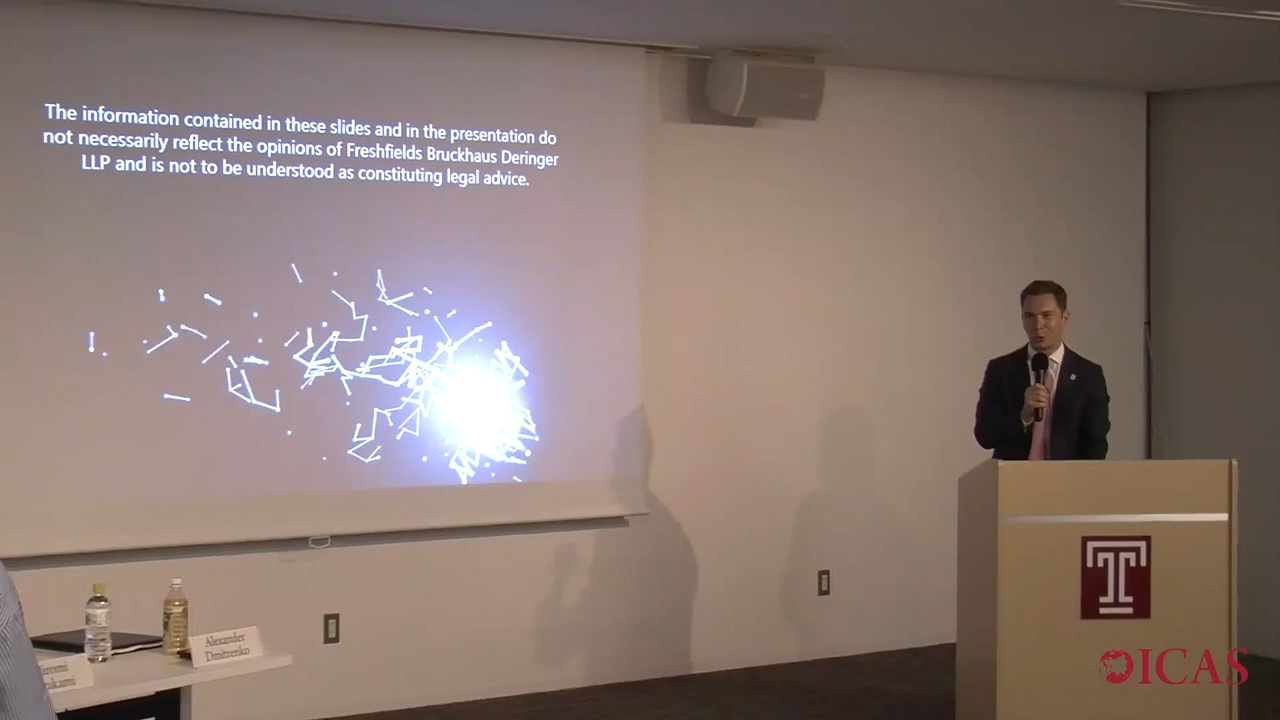 The information contained in these slides and in the presentation do
not necessarily reflect the opinions of Freshfields Bruckhaus Deringer
LLP and is not to be understood as constituting legal advice.
Alexander
Dmitrenko
T
ICAS